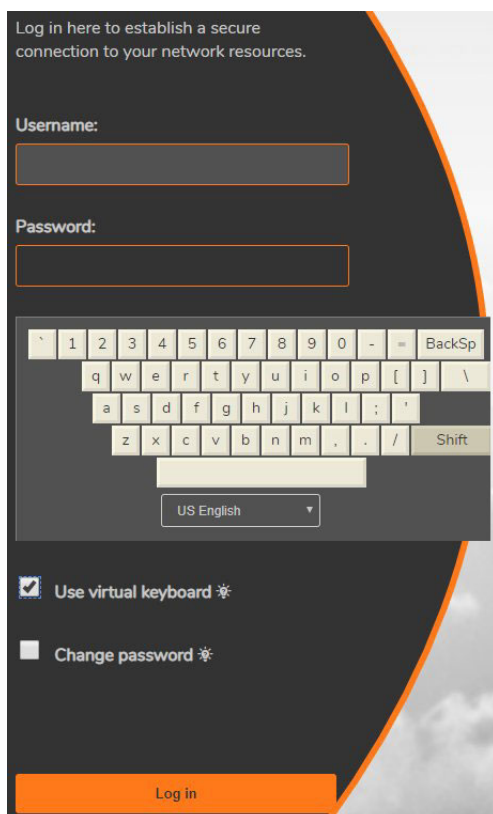 Log in here to establish a secure
connection to your network resources.
Username:
Password:
` 1 2 3 4 5 6 7 8 9 0 - = BackSp
q w e r t y u i o p [ ] \
a s d f g h j k l ; '
z x c v b n m , . / Shift
US English
Use virtual keyboard
Change password
Log in